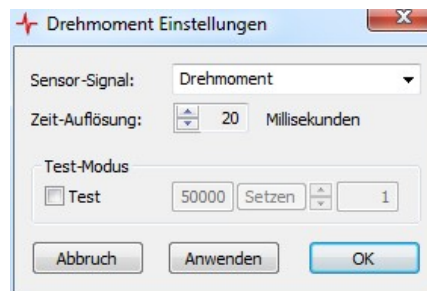 Drehmoment Einstellungen
Sensor-Signal: Drehmoment
Zeit-Auflösung: 20 Millisekunden
Test-Modus
Test 50000 Setzen 1
Abbruch Anwenden OK